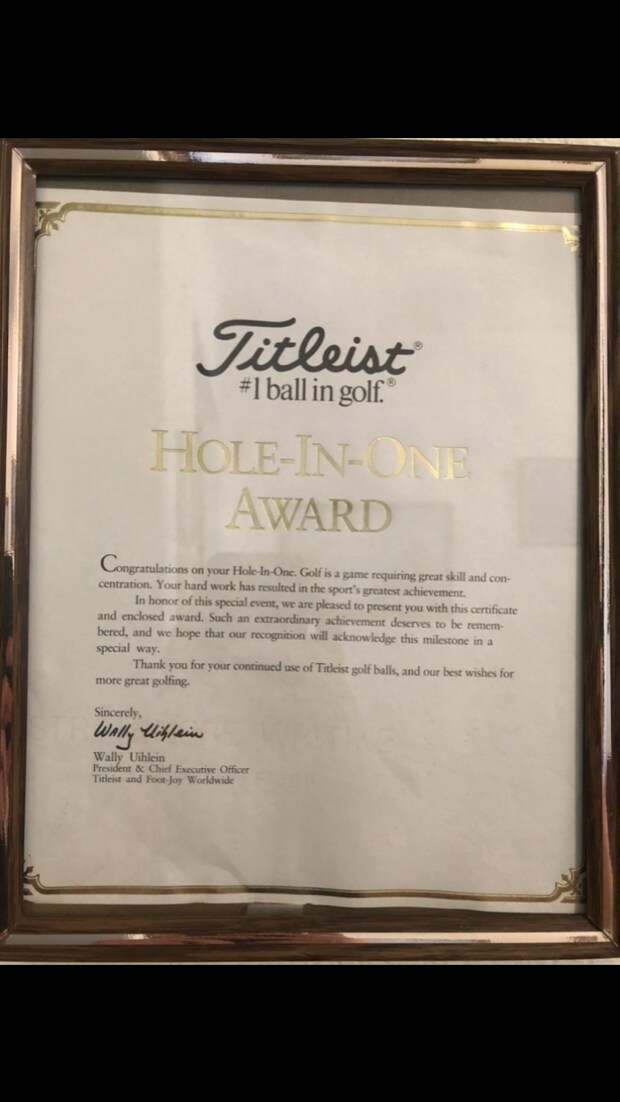 Titleist®
#1 ball in golf.®
HOLE-IN-ONE
AWARD
Congratulations on your Hole-In-One. Golf is a game requiring great skill and con-
centration. Your hard work has resulted in the sport's greatest achievement.
In honor of this special event, we are pleased to present you with this certificate
and enclosed award. Such an extraordinary achievement deserves to be remem-
bered, and we hope that our recognition will acknowledge this milestone in a
special way.
Thank you for your continued use of Titleist golf balls, and our best wishes for
more great golfing.
Sincerely,
Wally Uihlein
Wally Uihlein
President & Chief Executive Officer
Titleist and Foot-Joy Worldwide